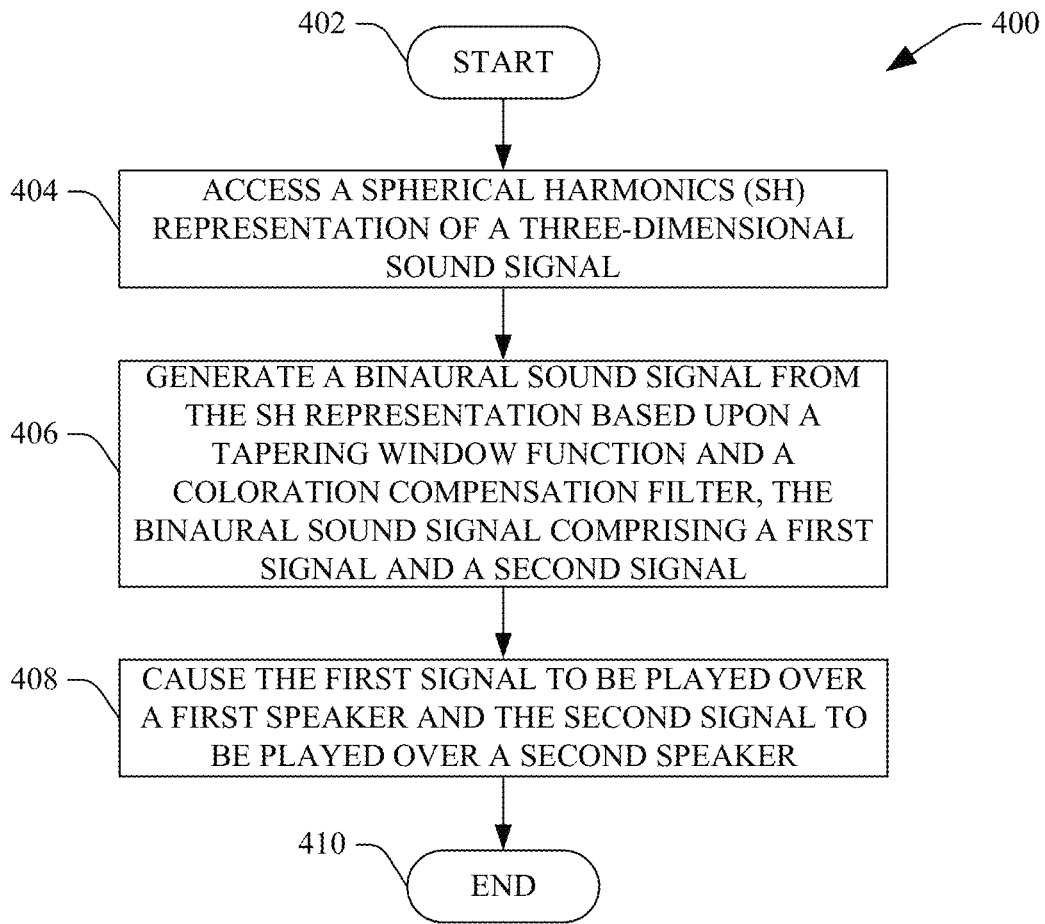 402
START
400
404
ACCESS A SPHERICAL HARMONICS (SH)
REPRESENTATION OF A THREE-DIMENSIONAL
SOUND SIGNAL
406
GENERATE A BINAURAL SOUND SIGNAL FROM
THE SH REPRESENTATION BASED UPON A
TAPERING WINDOW FUNCTION AND A
COLORATION COMPENSATION FILTER, THE
BINAURAL SOUND SIGNAL COMPRISING A FIRST
SIGNAL AND A SECOND SIGNAL
408
CAUSE THE FIRST SIGNAL TO BE PLAYED OVER
A FIRST SPEAKER AND THE SECOND SIGNAL TO
BE PLAYED OVER A SECOND SPEAKER
410
END